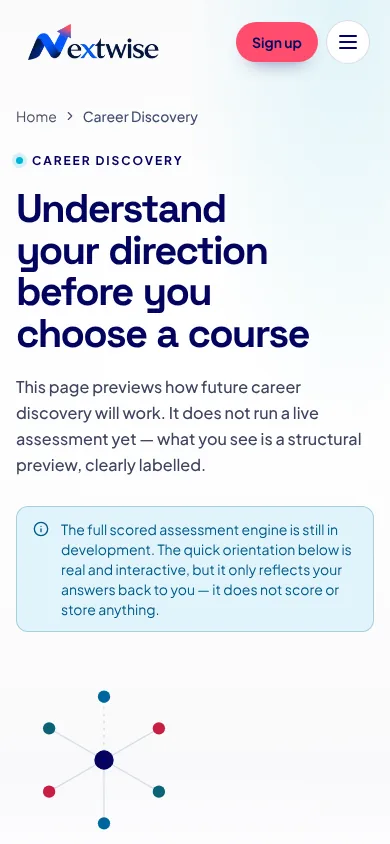 Nextwise
Sign up
Home > Career Discovery
CAREER DISCOVERY
Understand
your direction
before you
choose a course
This page previews how future career
discovery will work. It does not run a live
assessment yet — what you see is a structural
preview, clearly labelled.
The full scored assessment engine is still in
development. The quick orientation below is
real and interactive, but it only reflects your
answers back to you — it does not score or
store anything.